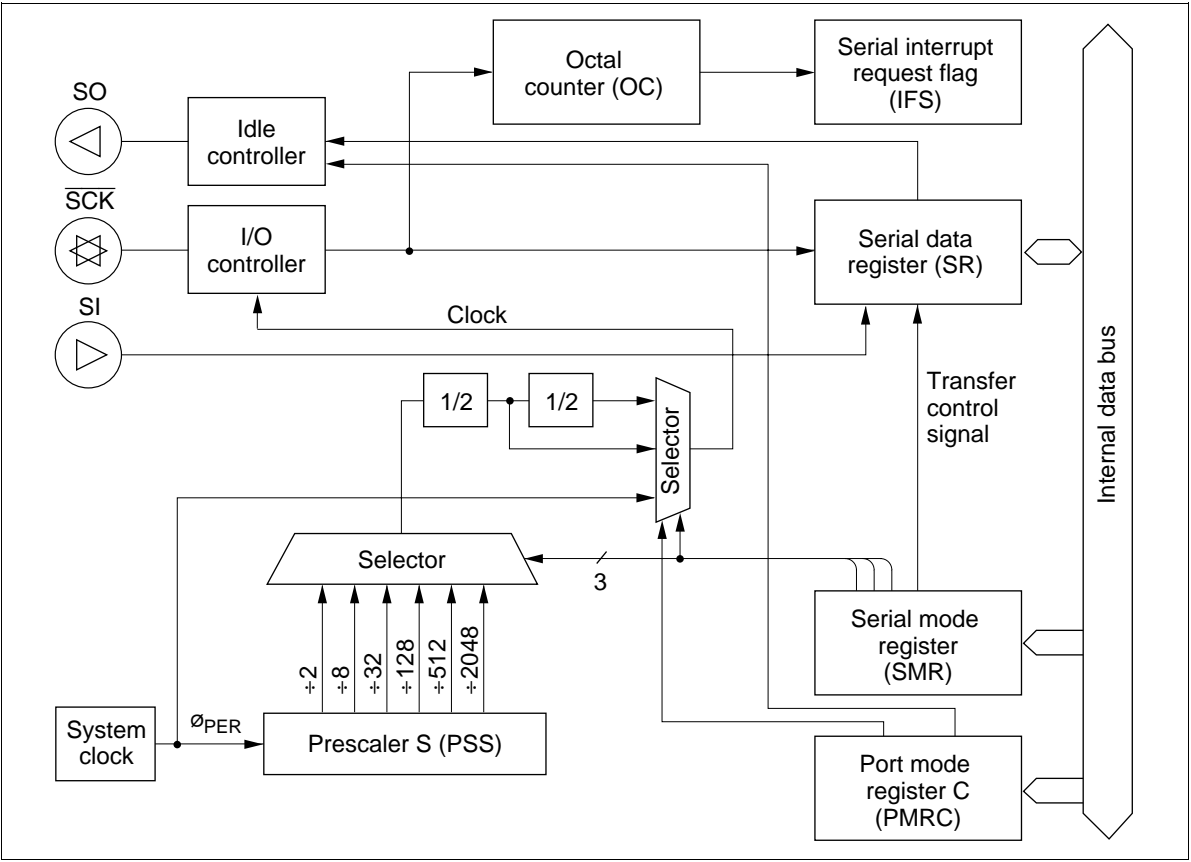 Octal
counter (OC)
Serial interrupt
request flag
(IFS)
SO
Idle
controller
SCK
I/O
controller
Serial data
register (SR)
SI
Clock
Transfer
control
signal
Internal data bus
1/2
1/2
Selector
Selector
3
÷2
÷8
÷32
÷128
÷512
÷2048
Serial mode
register
(SMR)
System
clock
øPER
Prescaler S (PSS)
Port mode
register C
(PMRC)